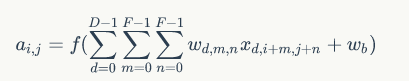 a_{i,j} = f(\sum_{d=0}^{D-1} \sum_{m=0}^{F-1} \sum_{n=0}^{F-1} w_{d,m,n} x_{d,i+m,j+n} + w_b)